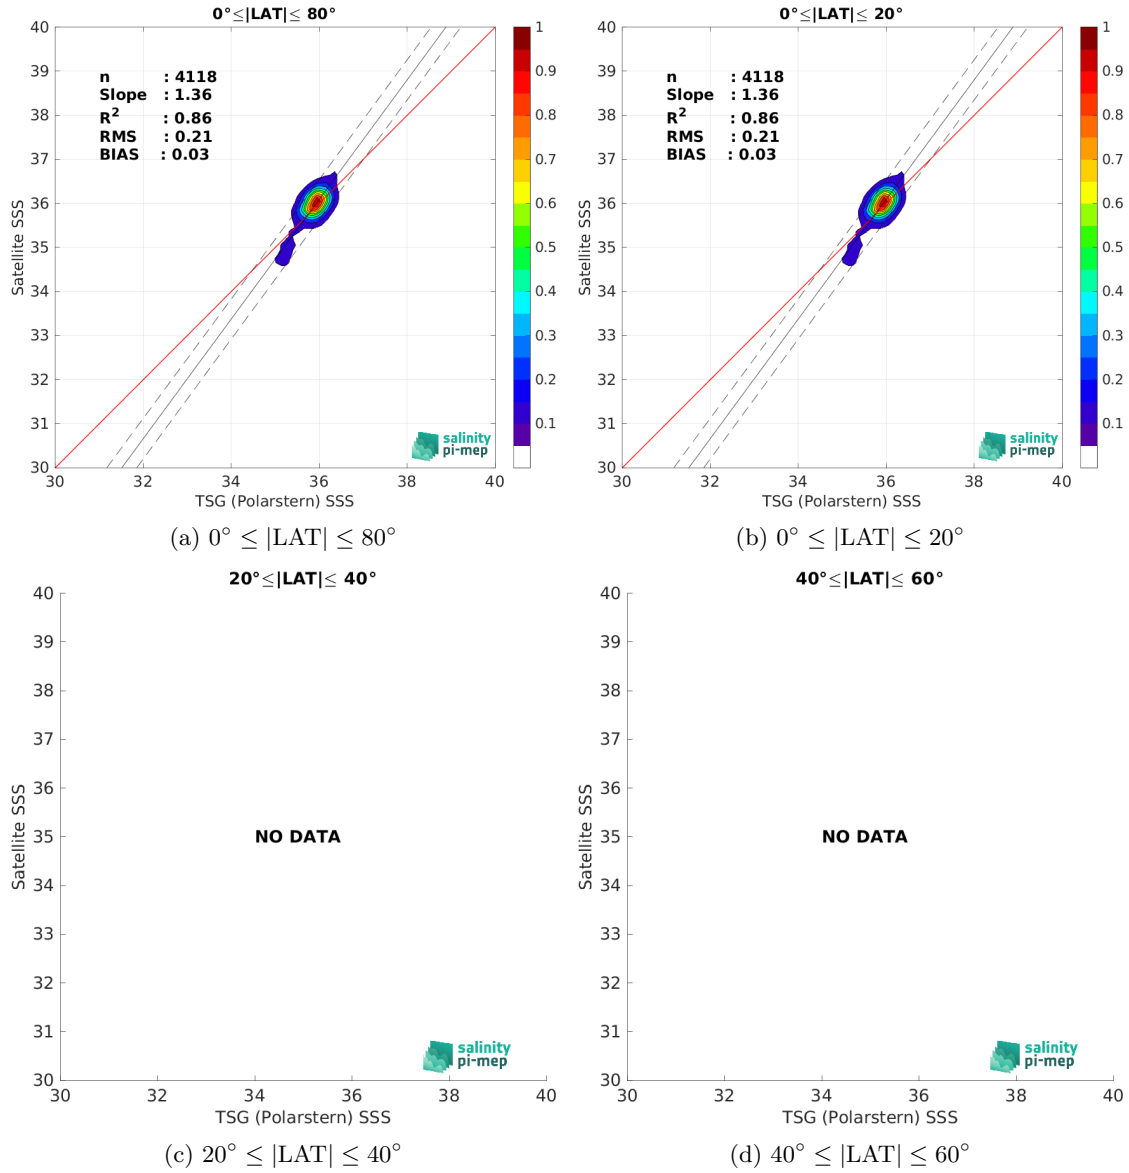 0°≤|LAT|≤ 80°
40
39
38
37
36
35
34
33
32
31
30
n : 4118
Slope : 1.36
R² : 0.86
RMS : 0.21
BIAS : 0.03
Satellite SSS
salinity
pi-mep
30 32 34 36 38 40
TSG (Polarstern) SSS
1
0.9
0.8
0.7
0.6
0.5
0.4
0.3
0.2
0.1
(a) 0° ≤ |LAT| ≤ 80°
0°≤|LAT|≤ 20°
40
39
38
37
36
35
34
33
32
31
30
n : 4118
Slope : 1.36
R² : 0.86
RMS : 0.21
BIAS : 0.03
Satellite SSS
salinity
pi-mep
30 32 34 36 38 40
TSG (Polarstern) SSS
1
0.9
0.8
0.7
0.6
0.5
0.4
0.3
0.2
0.1
(b) 0° ≤ |LAT| ≤ 20°
20°≤|LAT|≤ 40°
40
39
38
37
36
35
34
33
32
31
30
Satellite SSS
NO DATA
salinity
pi-mep
30 32 34 36 38 40
TSG (Polarstern) SSS
(c) 20° ≤ |LAT| ≤ 40°
40°≤|LAT|≤ 60°
40
39
38
37
36
35
34
33
32
31
30
Satellite SSS
NO DATA
salinity
pi-mep
30 32 34 36 38 40
TSG (Polarstern) SSS
(d) 40° ≤ |LAT| ≤ 60°